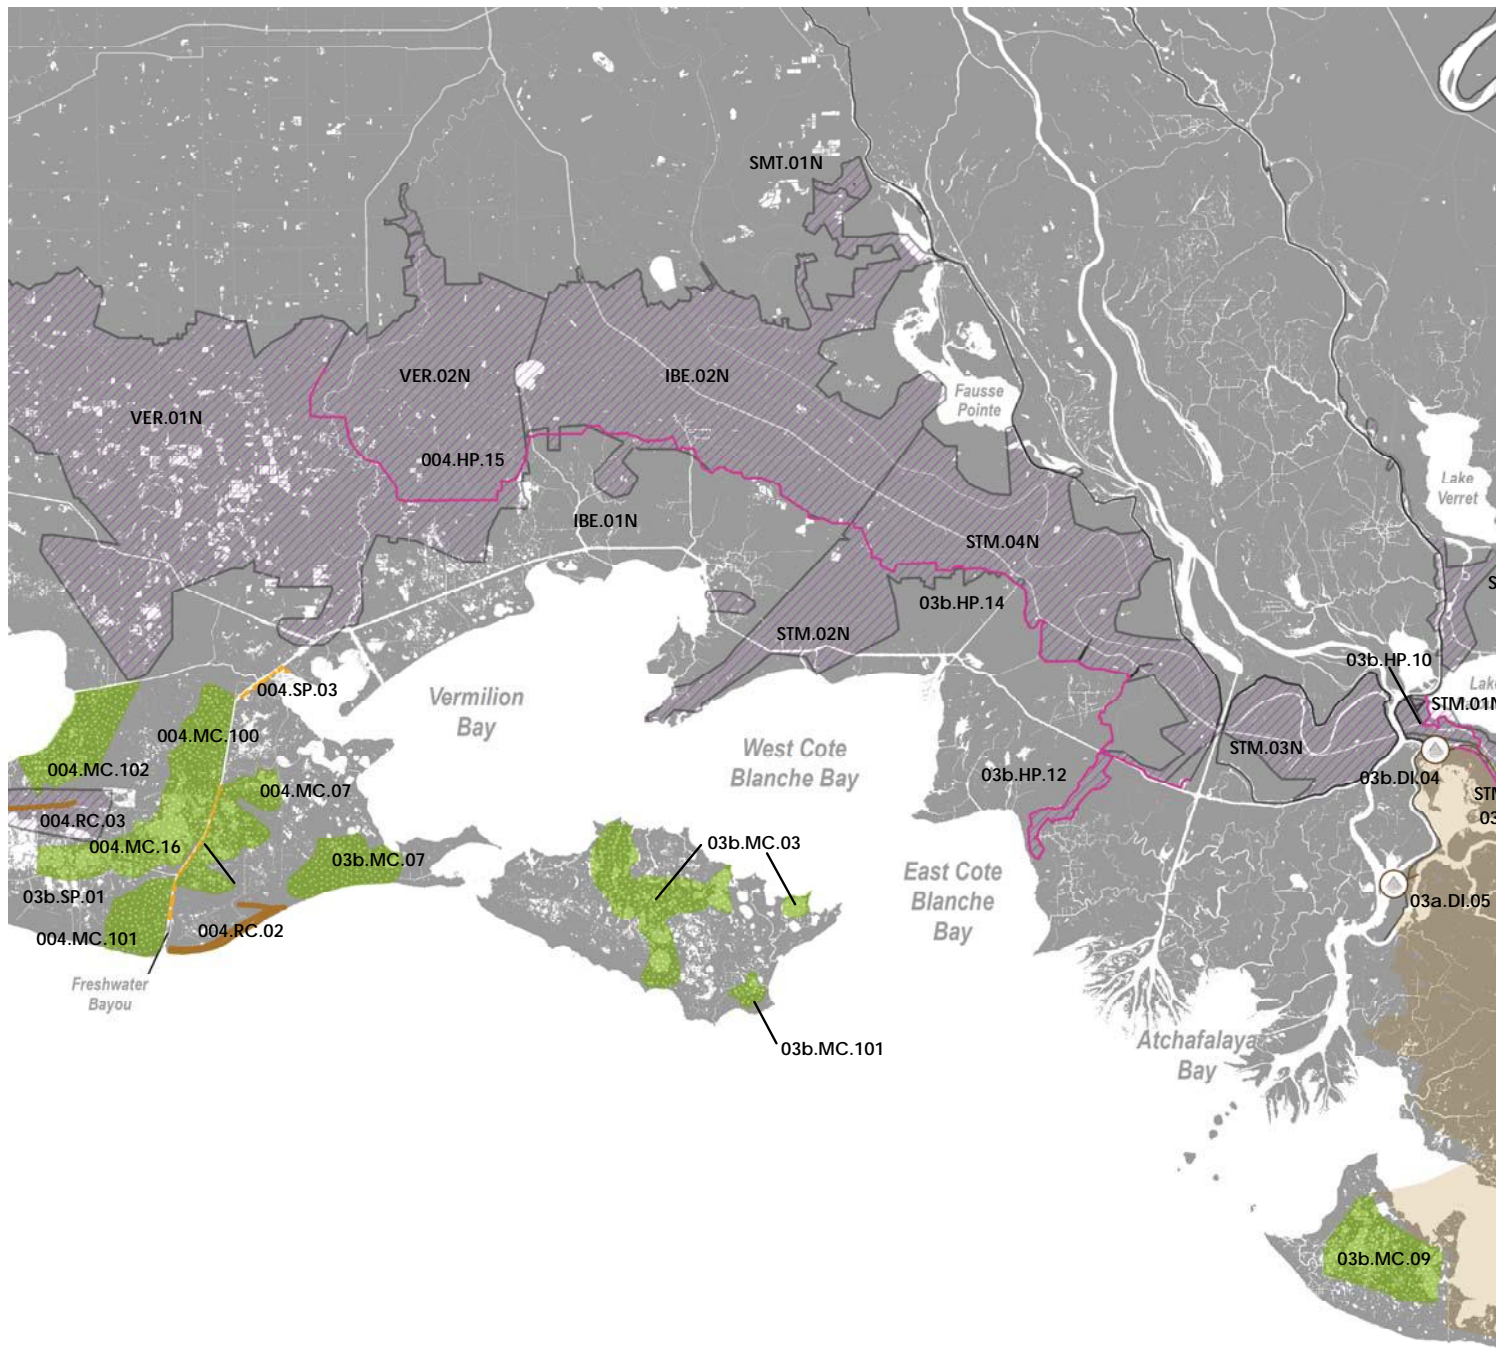 SMT.01N
VER.02N
IBE.02N
Fausse
Pointe
VER.01N
004.HP.15
Lake
Verret
IBE.01N
STM.04N
S
03b.HP.14
STM.02N
03b.HP.10
004.SP.03
Vermilion
Bay
Lake
STM.01N
004.MC.100
West Cote
Blanche Bay
STM.03N
004.MC.102
03b.HP.12
03b.DI.04
004.MC.07
STM
004.RC.03
03
004.MC.16
03b.MC.07
03b.MC.03
East Cote
Blanche
Bay
03b.SP.01
03a.DI.05
004.MC.101
004.RC.02
Freshwater
Bayou
03b.MC.101
Atchafalaya
Bay
03b.MC.09